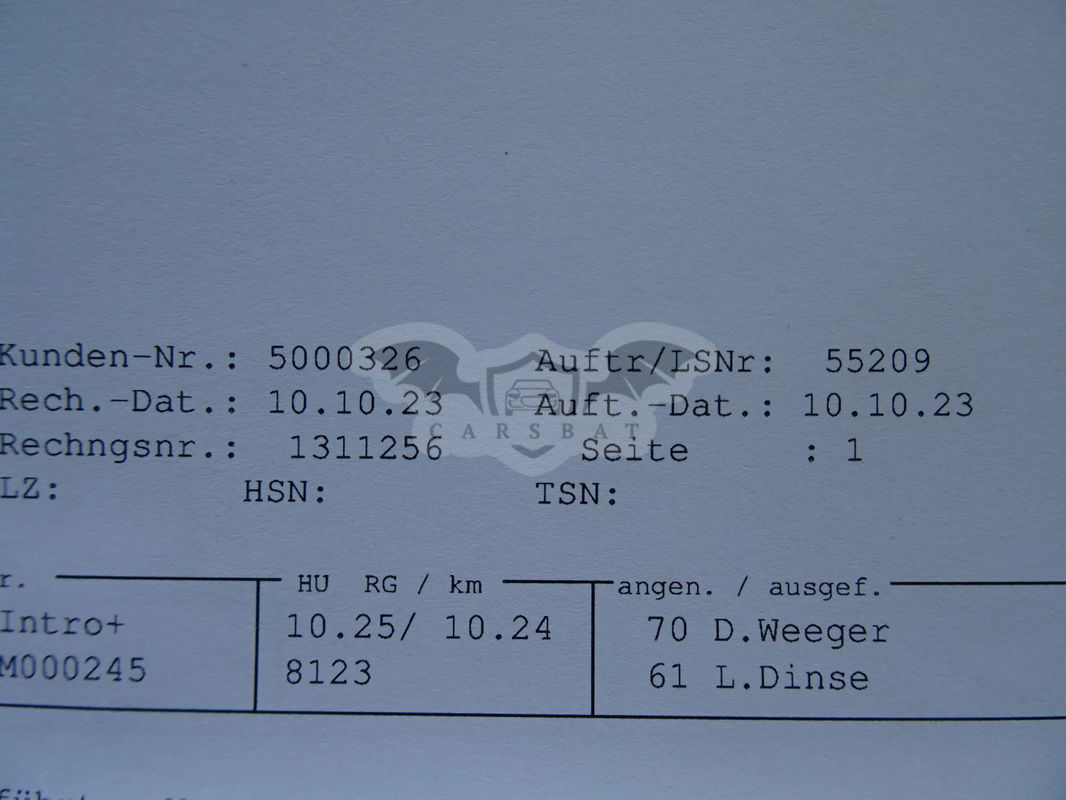 Kunden-Nr.: 5000326 Auftr/LSNr: 55209
Rech.-Dat.: 10.10.23 Auft.-Dat.: 10.10.23
CARSBAT
Rechngsnr.: 1311256 Seite : 1
LZ: HSN: TSN:
r. HU RG / km angen. / ausgef.
Intro+ 10.25/ 10.24 70 D.Weeger
M000245 8123 61 L.Dinse